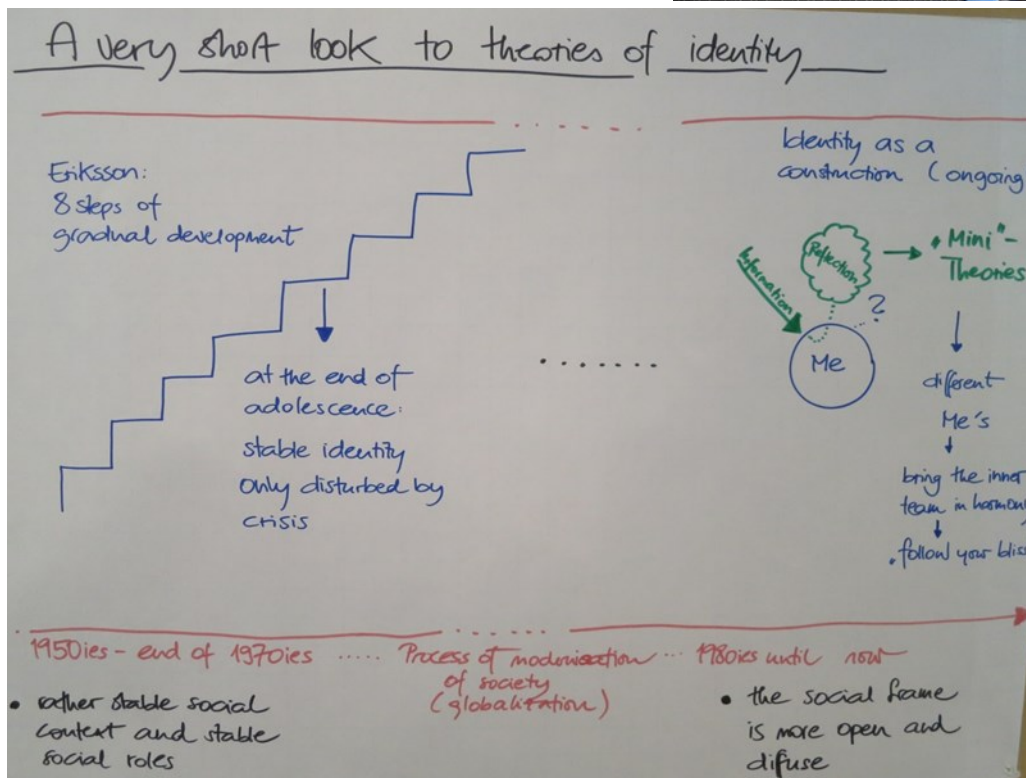 A very short look to theories of identity
Eriksson:
8 steps of
gradual development
at the end of
adolescence:
stable identity
only disturbed by
crisis
.......
Identity as a
construction (ongoing
Information
Reflection
Me
?
"Mini"-
Theories
different
Me's
bring the inner
team in harmony
follow your bliss
1950ies - end of 1970ies ..... Process of modernisation ... 1980ies until now
of society
(globalization)
• rather stable social
context and stable
social roles
• the social frame
is more open and
difuse